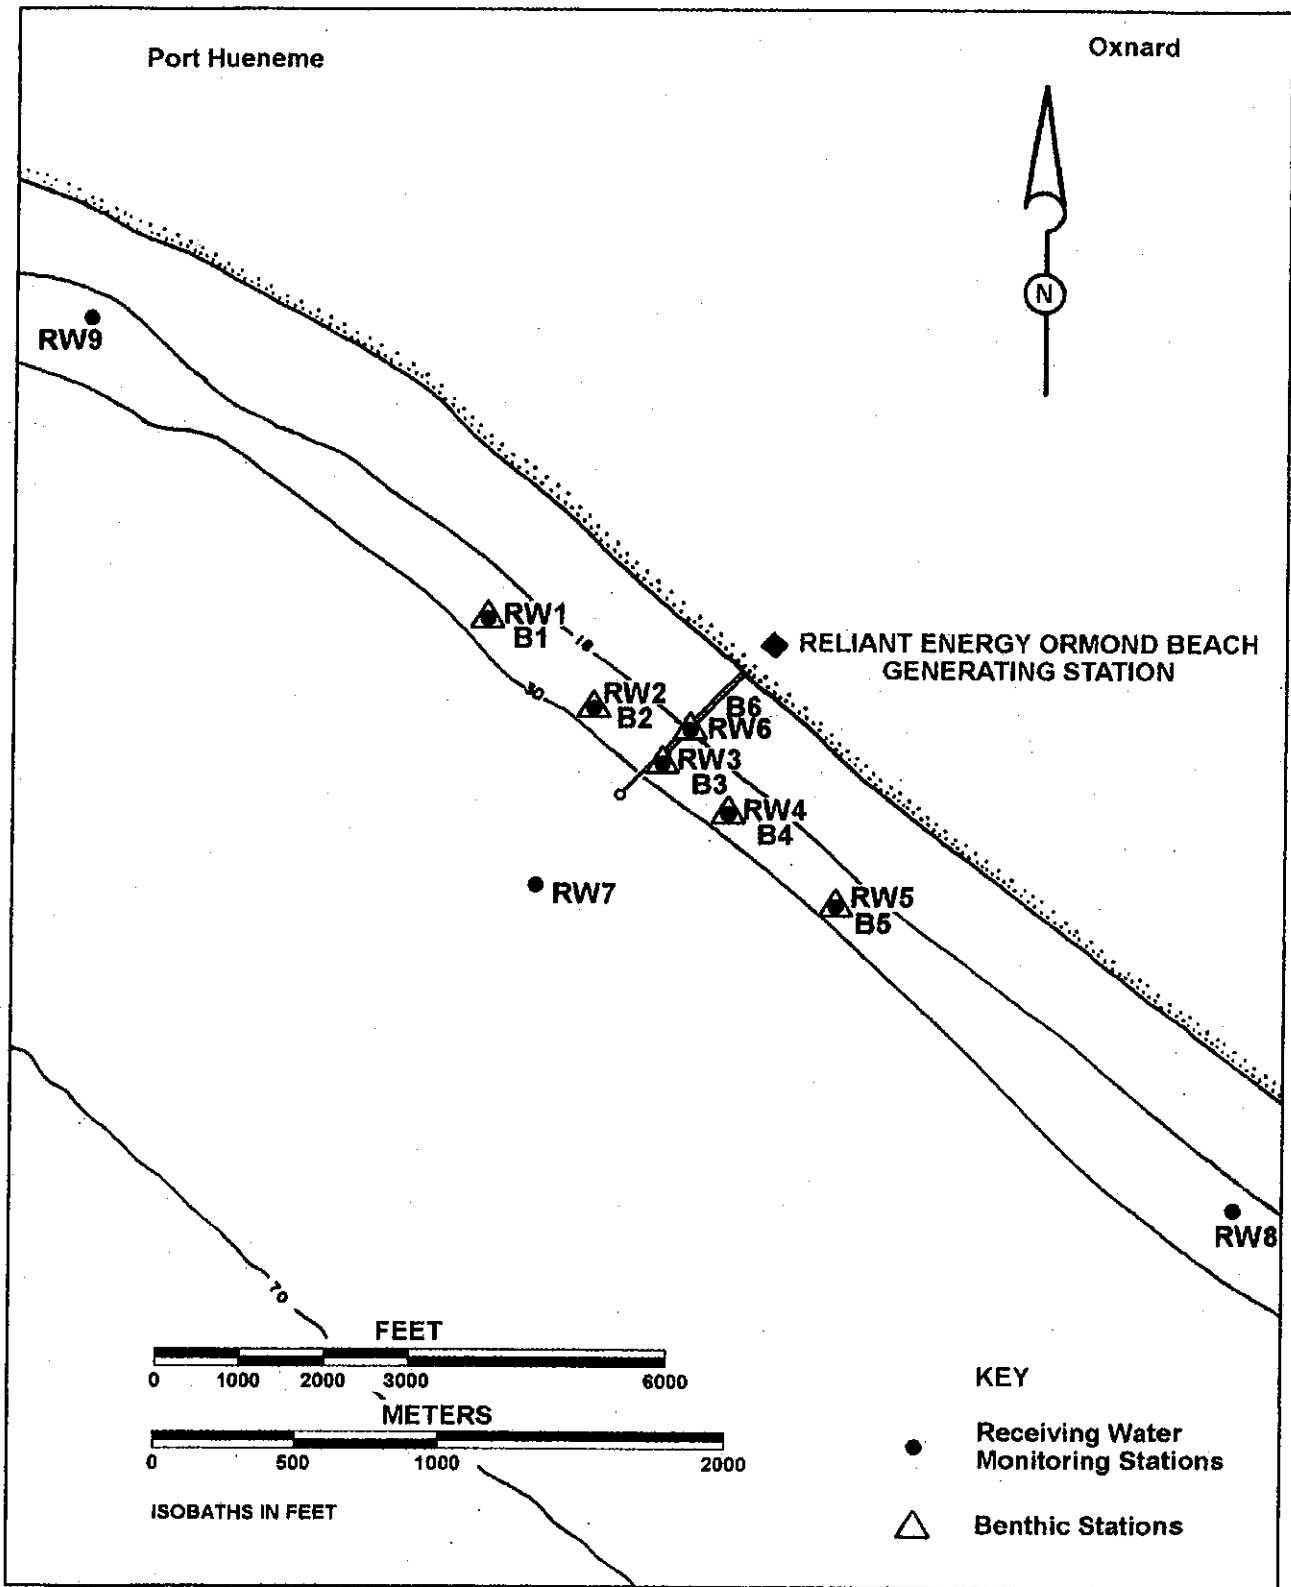 Port Hueneme
Oxnard
N
RW9
RW1
B1
18
RELIANT ENERGY ORMOND BEACH
GENERATING STATION
30
RW2
B2
B6
RW6
RW3
B3
RW4
B4
RW7
RW5
B5
RW8
70
FEET
0 1000 2000 3000 6000
METERS
0 500 1000 2000
ISOBATHS IN FEET
KEY
Receiving Water
Monitoring Stations
Benthic Stations